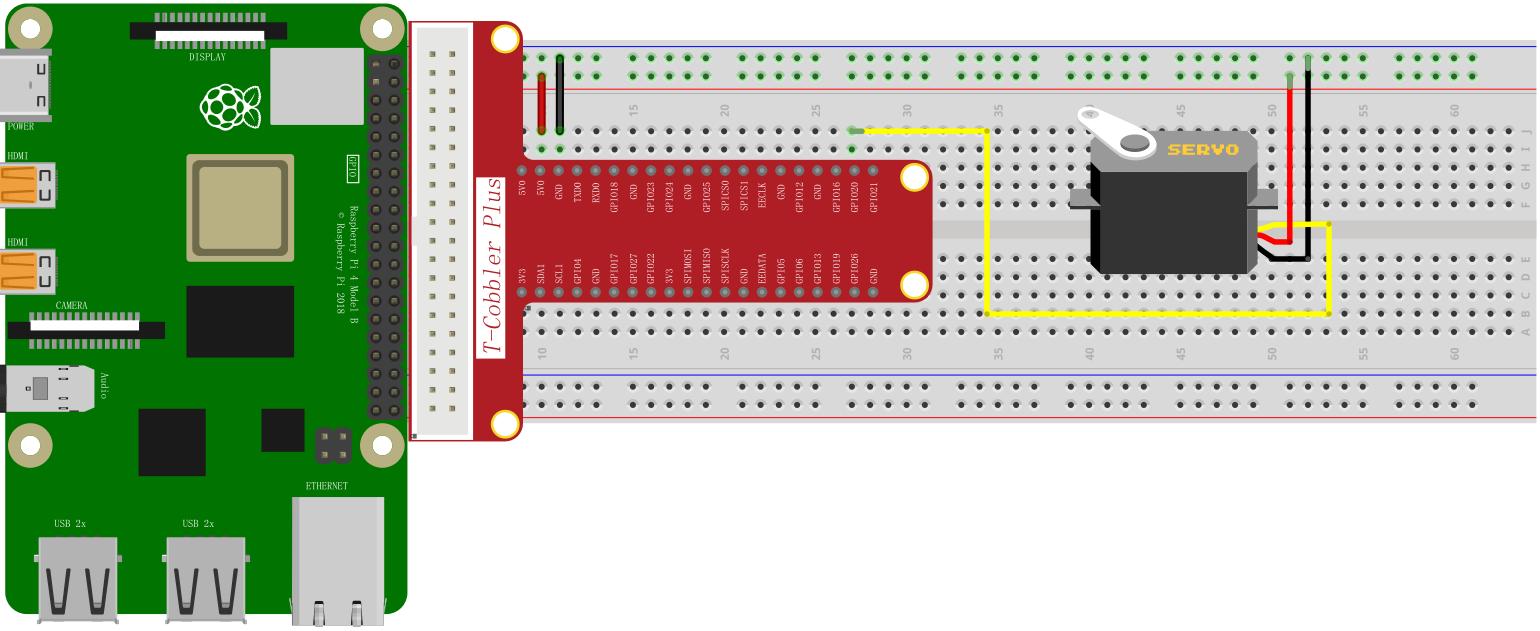 DISPLAY
POWER
HDMI
HDMI
GPIO
Raspberry Pi 4 Model B
© Raspberry Pi 2018
CAMERA
Audio
ETHERNET
USB 2x
USB 2x
T-Cobbler Plus
5V0 5V0 GND TXD0 RXD0 GPIO18 GND GPIO23 GPIO24 GND GPIO25 SPICS0 SPICS1 EECLK GND GPIO12 GND GPIO16 GPIO20 GPIO21
3V3 SDA1 SCL1 GPIO4 GND GPIO17 GPIO27 GPIO22 3V3 SPIMOSI SPIMISO SPISCLK GND EEDATA GPIO5 GPIO6 GPIO13 GPIO19 GPIO26 GND
15 20 25 30 35 40 45 50 55 60
J
I
H
G
F
SERVO
E
D
C
B
A
10 15 20 25 30 35 40 45 50 55 60